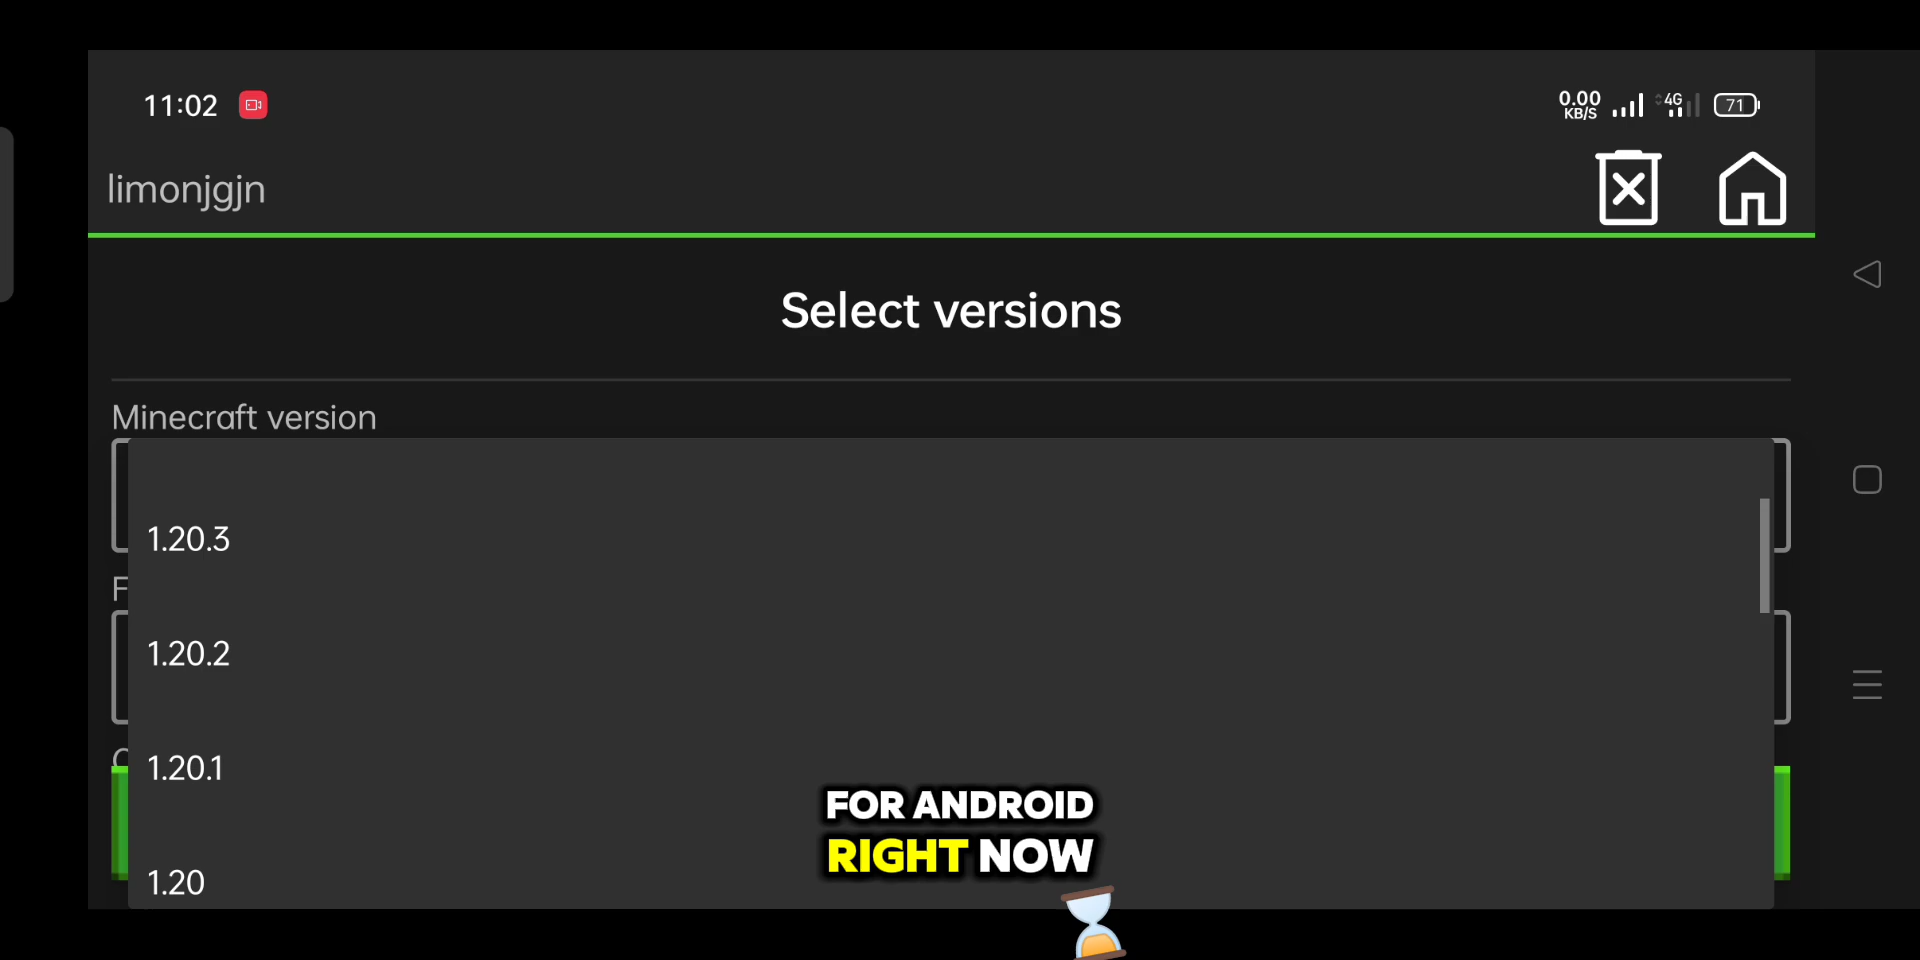 11:02
0.00
KB/S
4G
71
limonjgjn
Select versions
Minecraft version
1.20.3
F
1.20.2
1.20.1
1.20
FOR ANDROID
RIGHT NOW